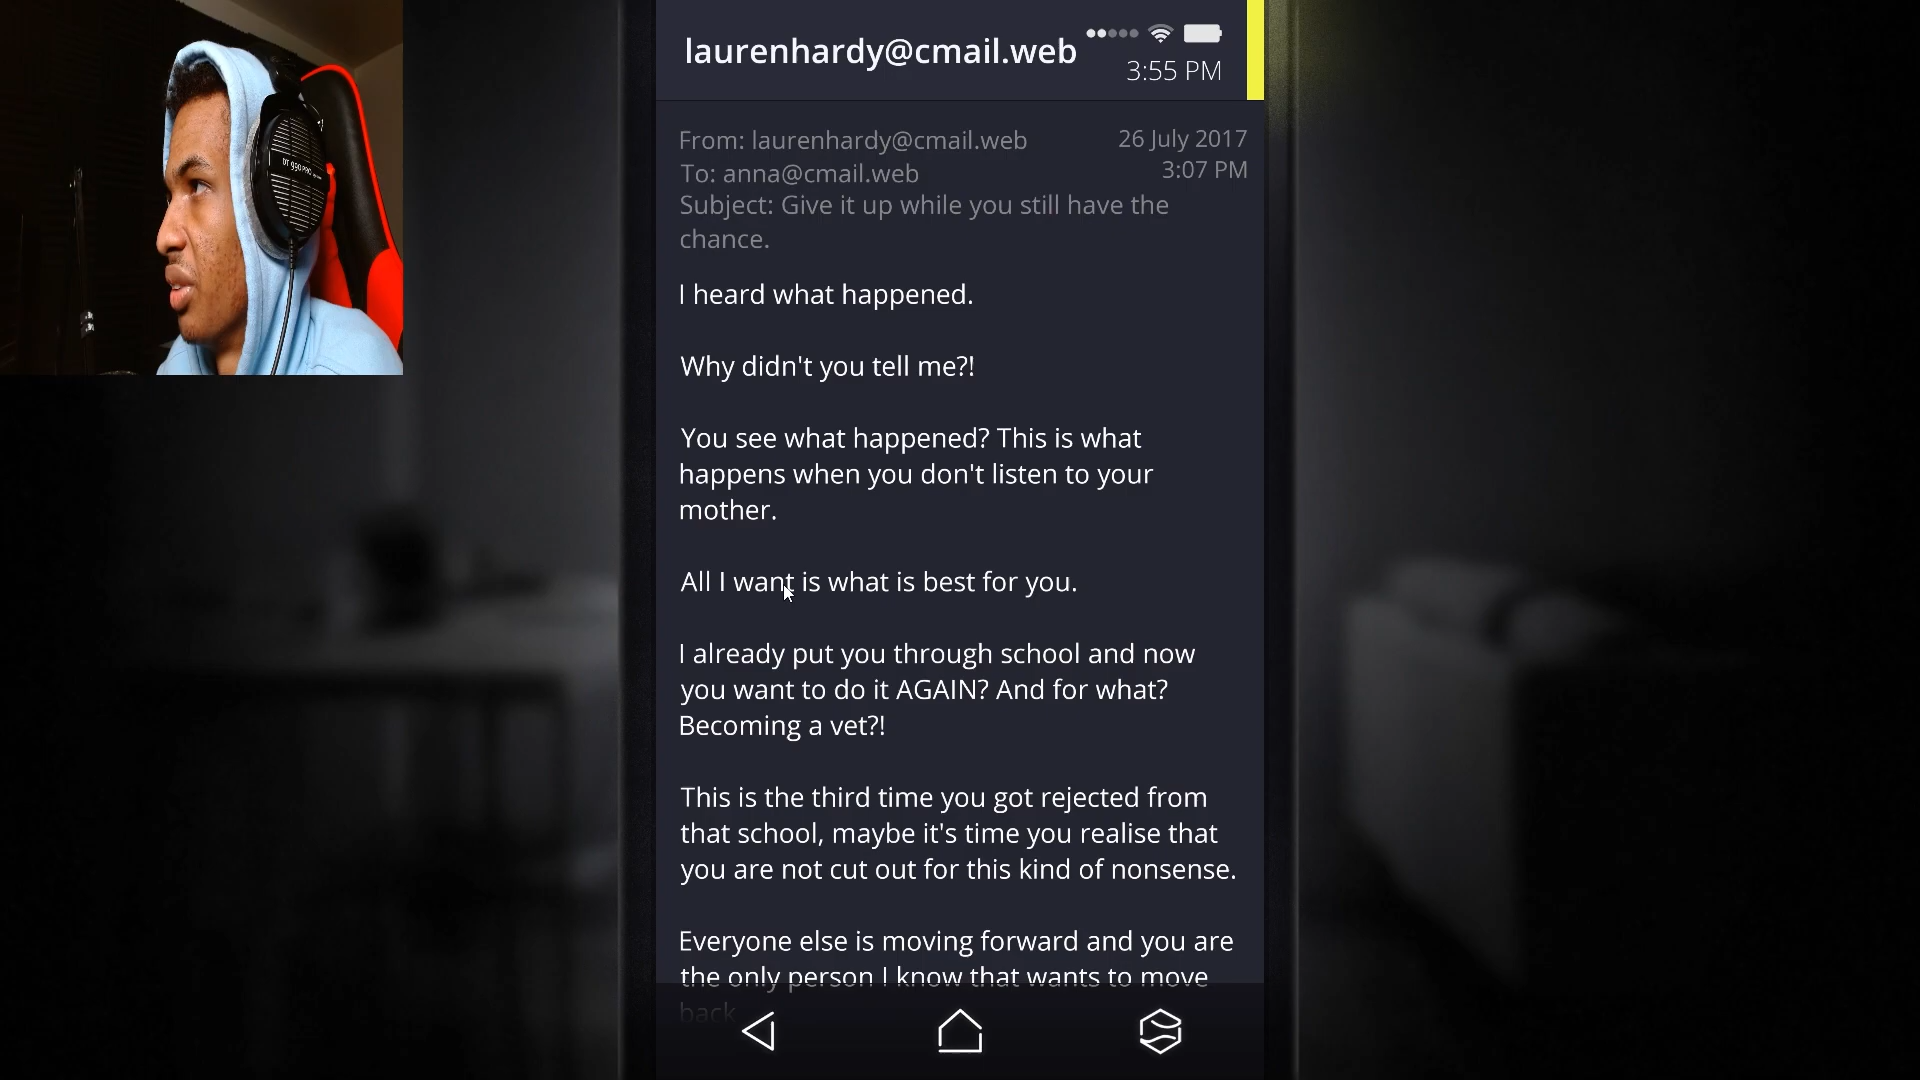 laurenhardy@cmail.web
3:55 PM
From: laurenhardy@cmail.web
26 July 2017
To: anna@cmail.web
3:07 PM
Subject: Give it up while you still have the
chance.
I heard what happened.
Why didn't you tell me?!
You see what happened? This is what
happens when you don't listen to your
mother.
All I want is what is best for you.
I already put you through school and now
you want to do it AGAIN? And for what?
Becoming a vet?!
This is the third time you got rejected from
that school, maybe it's time you realise that
you are not cut out for this kind of nonsense.
Everyone else is moving forward and you are
the only person I know that wants to move
back
DT 990 PRO